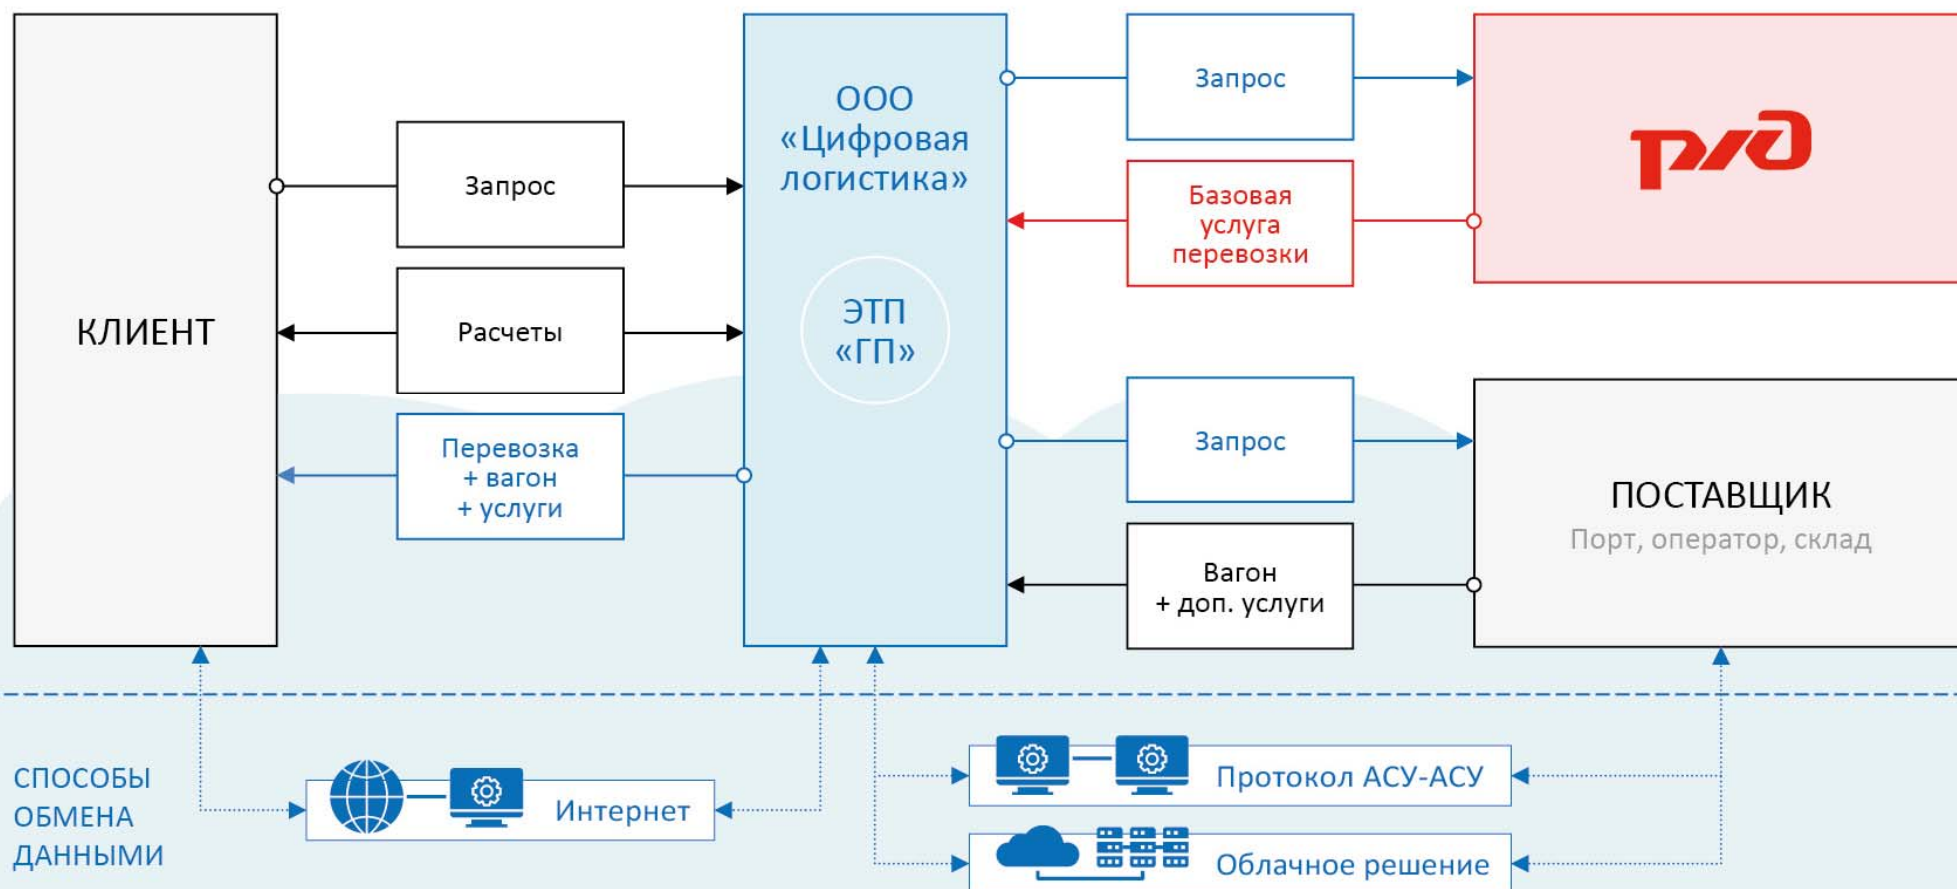 КЛИЕНТ
Запрос
Расчеты
Перевозка
+ вагон
+ услуги
ООО
«Цифровая
логистика»
ЭТП
«ГП»
Запрос
Базовая
услуга
перевозки
ржд
Запрос
Вагон
+ доп. услуги
ПОСТАВЩИК
Порт, оператор, склад
СПОСОБЫ
ОБМЕНА
ДАННЫМИ
Интернет
Протокол АСУ-АСУ
Облачное решение